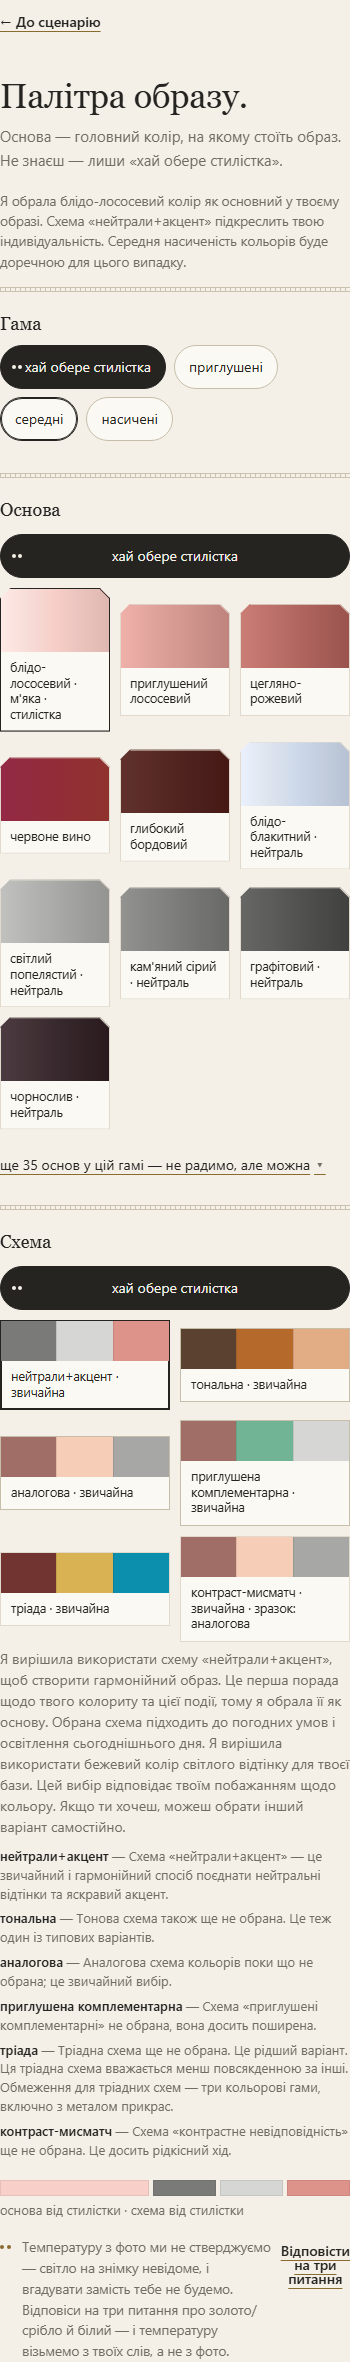 ← До сценарію
Палітра образу.
Основа — головний колір, на якому стоїть образ.
Не знаєш — лиши «хай обере стилістка».
Я обрала блідо-лососевий колір як основний у твоєму
образі. Схема «нейтрали+акцент» підкреслить твою
індивідуальність. Середня насиченість кольорів буде
доречною для цього випадку.
Гама
хай обере стилістка
приглушені
середні
насичені
Основа
хай обере стилістка
блідо-
лососевий ·
м'яка ·
стилістка
приглушений
лососевий
цегляно-
рожевий
червоне вино
глибокий
бордовий
блідо-
блакитний ·
нейтраль
світлий
попелястий ·
нейтраль
кам'яний сірий
· нейтраль
графітовий ·
нейтраль
чорнослив ·
нейтраль
ще 35 основ у цій гамі — не радимо, але можна ▾
Схема
хай обере стилістка
нейтрали+акцент ·
звичайна
тональна · звичайна
аналогова · звичайна
приглушена
комплементарна ·
звичайна
тріада · звичайна
контраст-мисматч ·
звичайна · зразок:
аналогова
Я вирішила використати схему «нейтрали+акцент»,
щоб створити гармонійний образ. Це перша порада
щодо твого колориту та цієї події, тому я обрала її як
основу. Обрана схема підходить до погодних умов і
освітлення сьогоднішнього дня. Я вирішила
використати бежевий колір світлого відтінку для твоєї
бази. Цей вибір відповідає твоїм побажанням щодо
кольору. Якщо ти хочеш, можеш обрати інший
варіант самостійно.
нейтрали+акцент — Схема «нейтрали+акцент» — це
звичайний і гармонійний спосіб поєднати нейтральні
відтінки та яскравий акцент.
тональна — Тонова схема також ще не обрана. Це теж
один із типових варіантів.
аналогова — Аналогова схема кольорів поки що не
обрана; це звичайний вибір.
приглушена комплементарна — Схема «приглушені
комплементарні» не обрана, вона досить поширена.
тріада — Тріадна схема ще не обрана. Це рідший варіант.
Ця тріадна схема вважається менш повсякденною за інші.
Обмеження для тріадних схем — три кольорові гами,
включно з металом прикрас.
контраст-мисматч — Схема «контрастне невідповідність»
ще не обрана. Це досить рідкісний хід.
основа від стилістки · схема від стилістки
Температуру з фото ми не стверджуємо
— світло на знімку невідоме, і
вгадувати замість тебе не будемо.
Відповіси на три питання про золото/
срібло й білий — і температуру
візьмемо з твоїх слів, а не з фото.
Відповісти
на три
питання